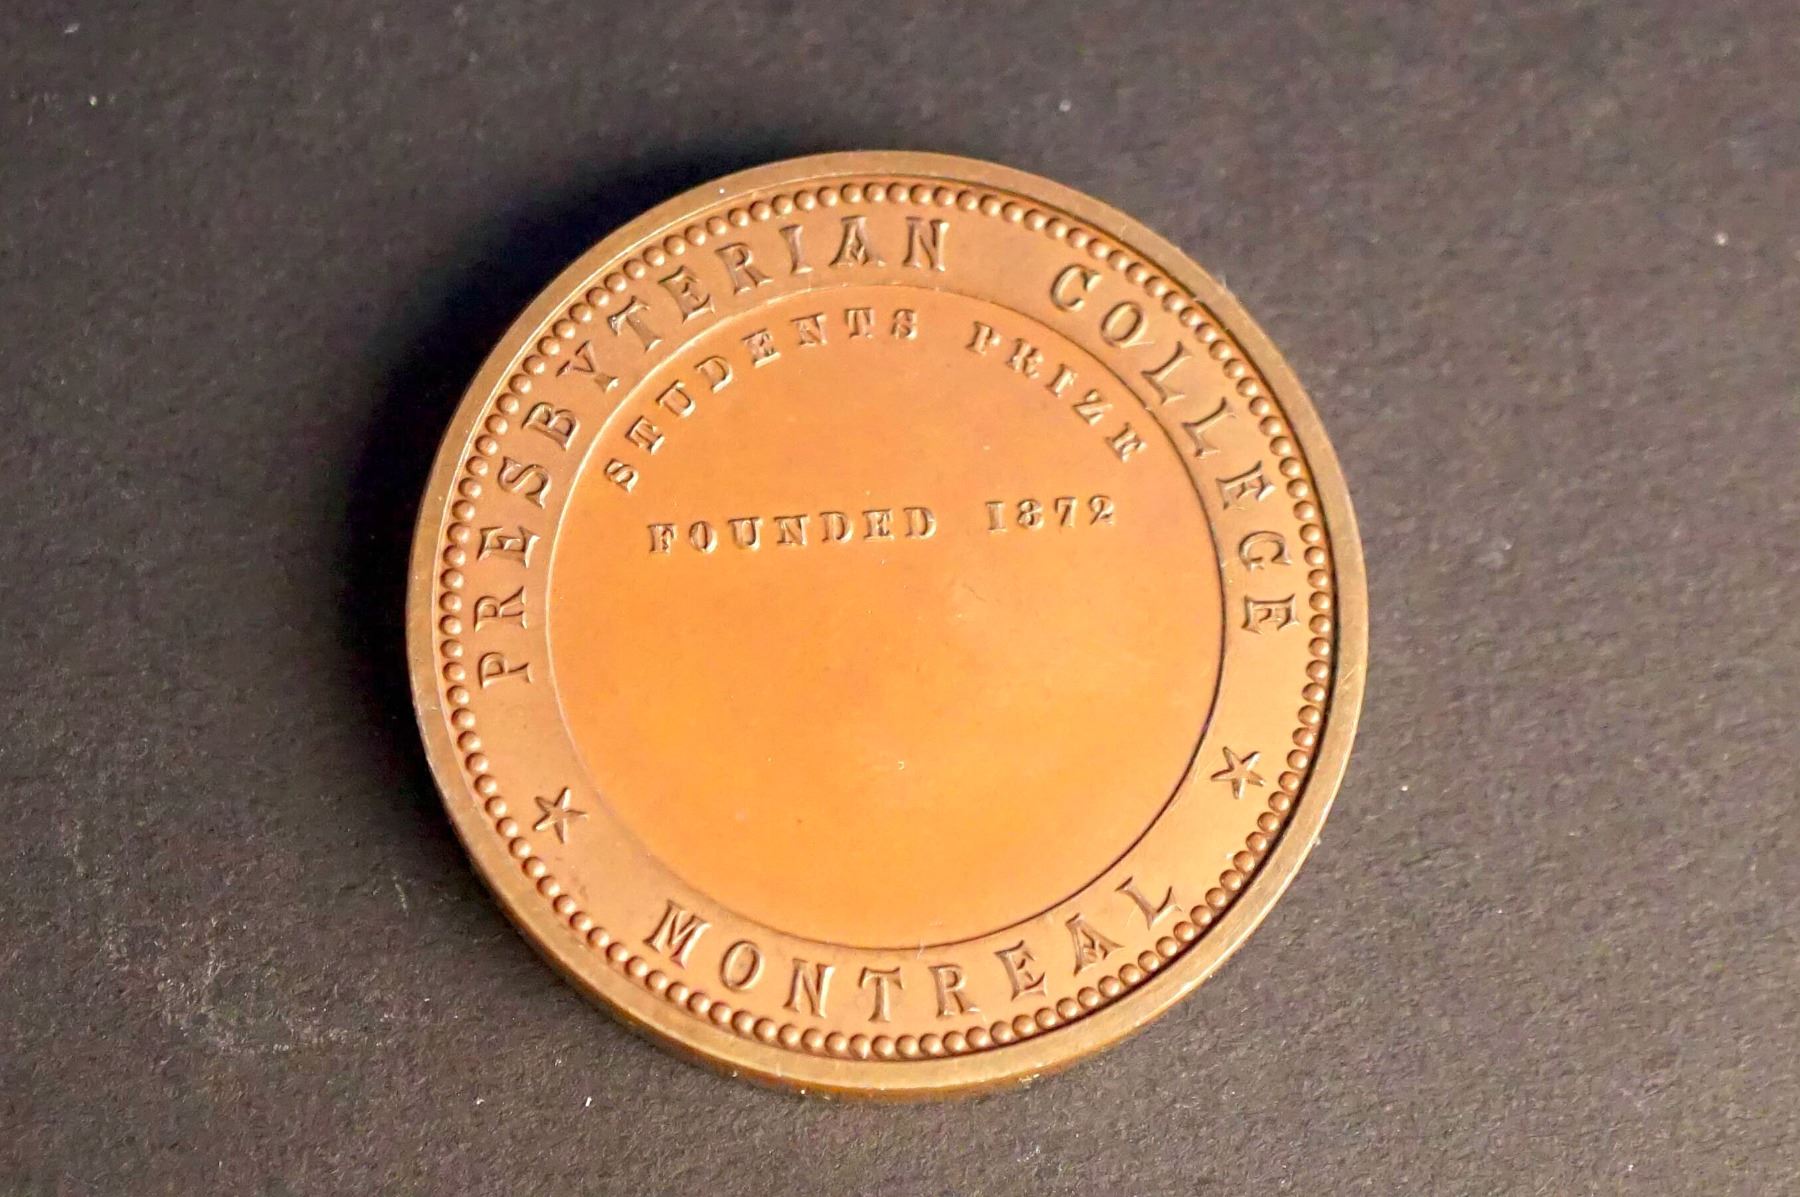 PRESBYTERIAN COLLEGE
STUDENTS PRIZE
FOUNDED 1872
MONTREAL